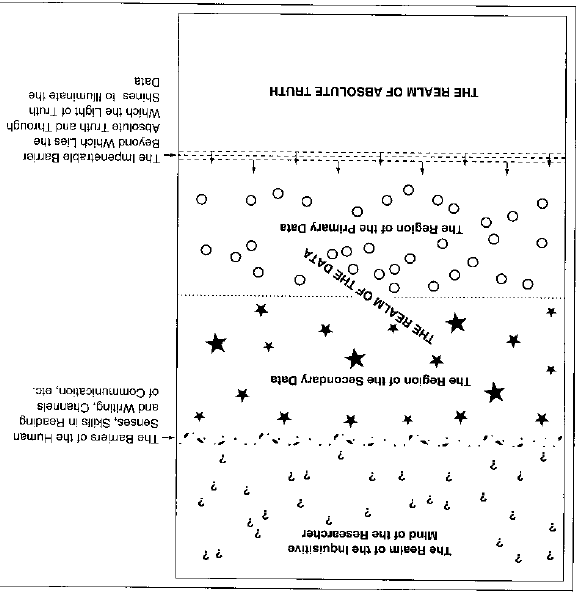 The Realm of the Inquisitive
Mind of the Researcher
The Barriers of the Human
Senses, Skills in Reading
and Writing, Channels
of Communication, etc.
The Region of the Secondary Data
THE REALM OF THE DATA
The Region of the Primary Data
The Impenetrable Barrier
Beyond Which Lies the
Absolute Truth and Through
Which the Light of Truth
Shines to Illuminate the
Data
THE REALM OF ABSOLUTE TRUTH